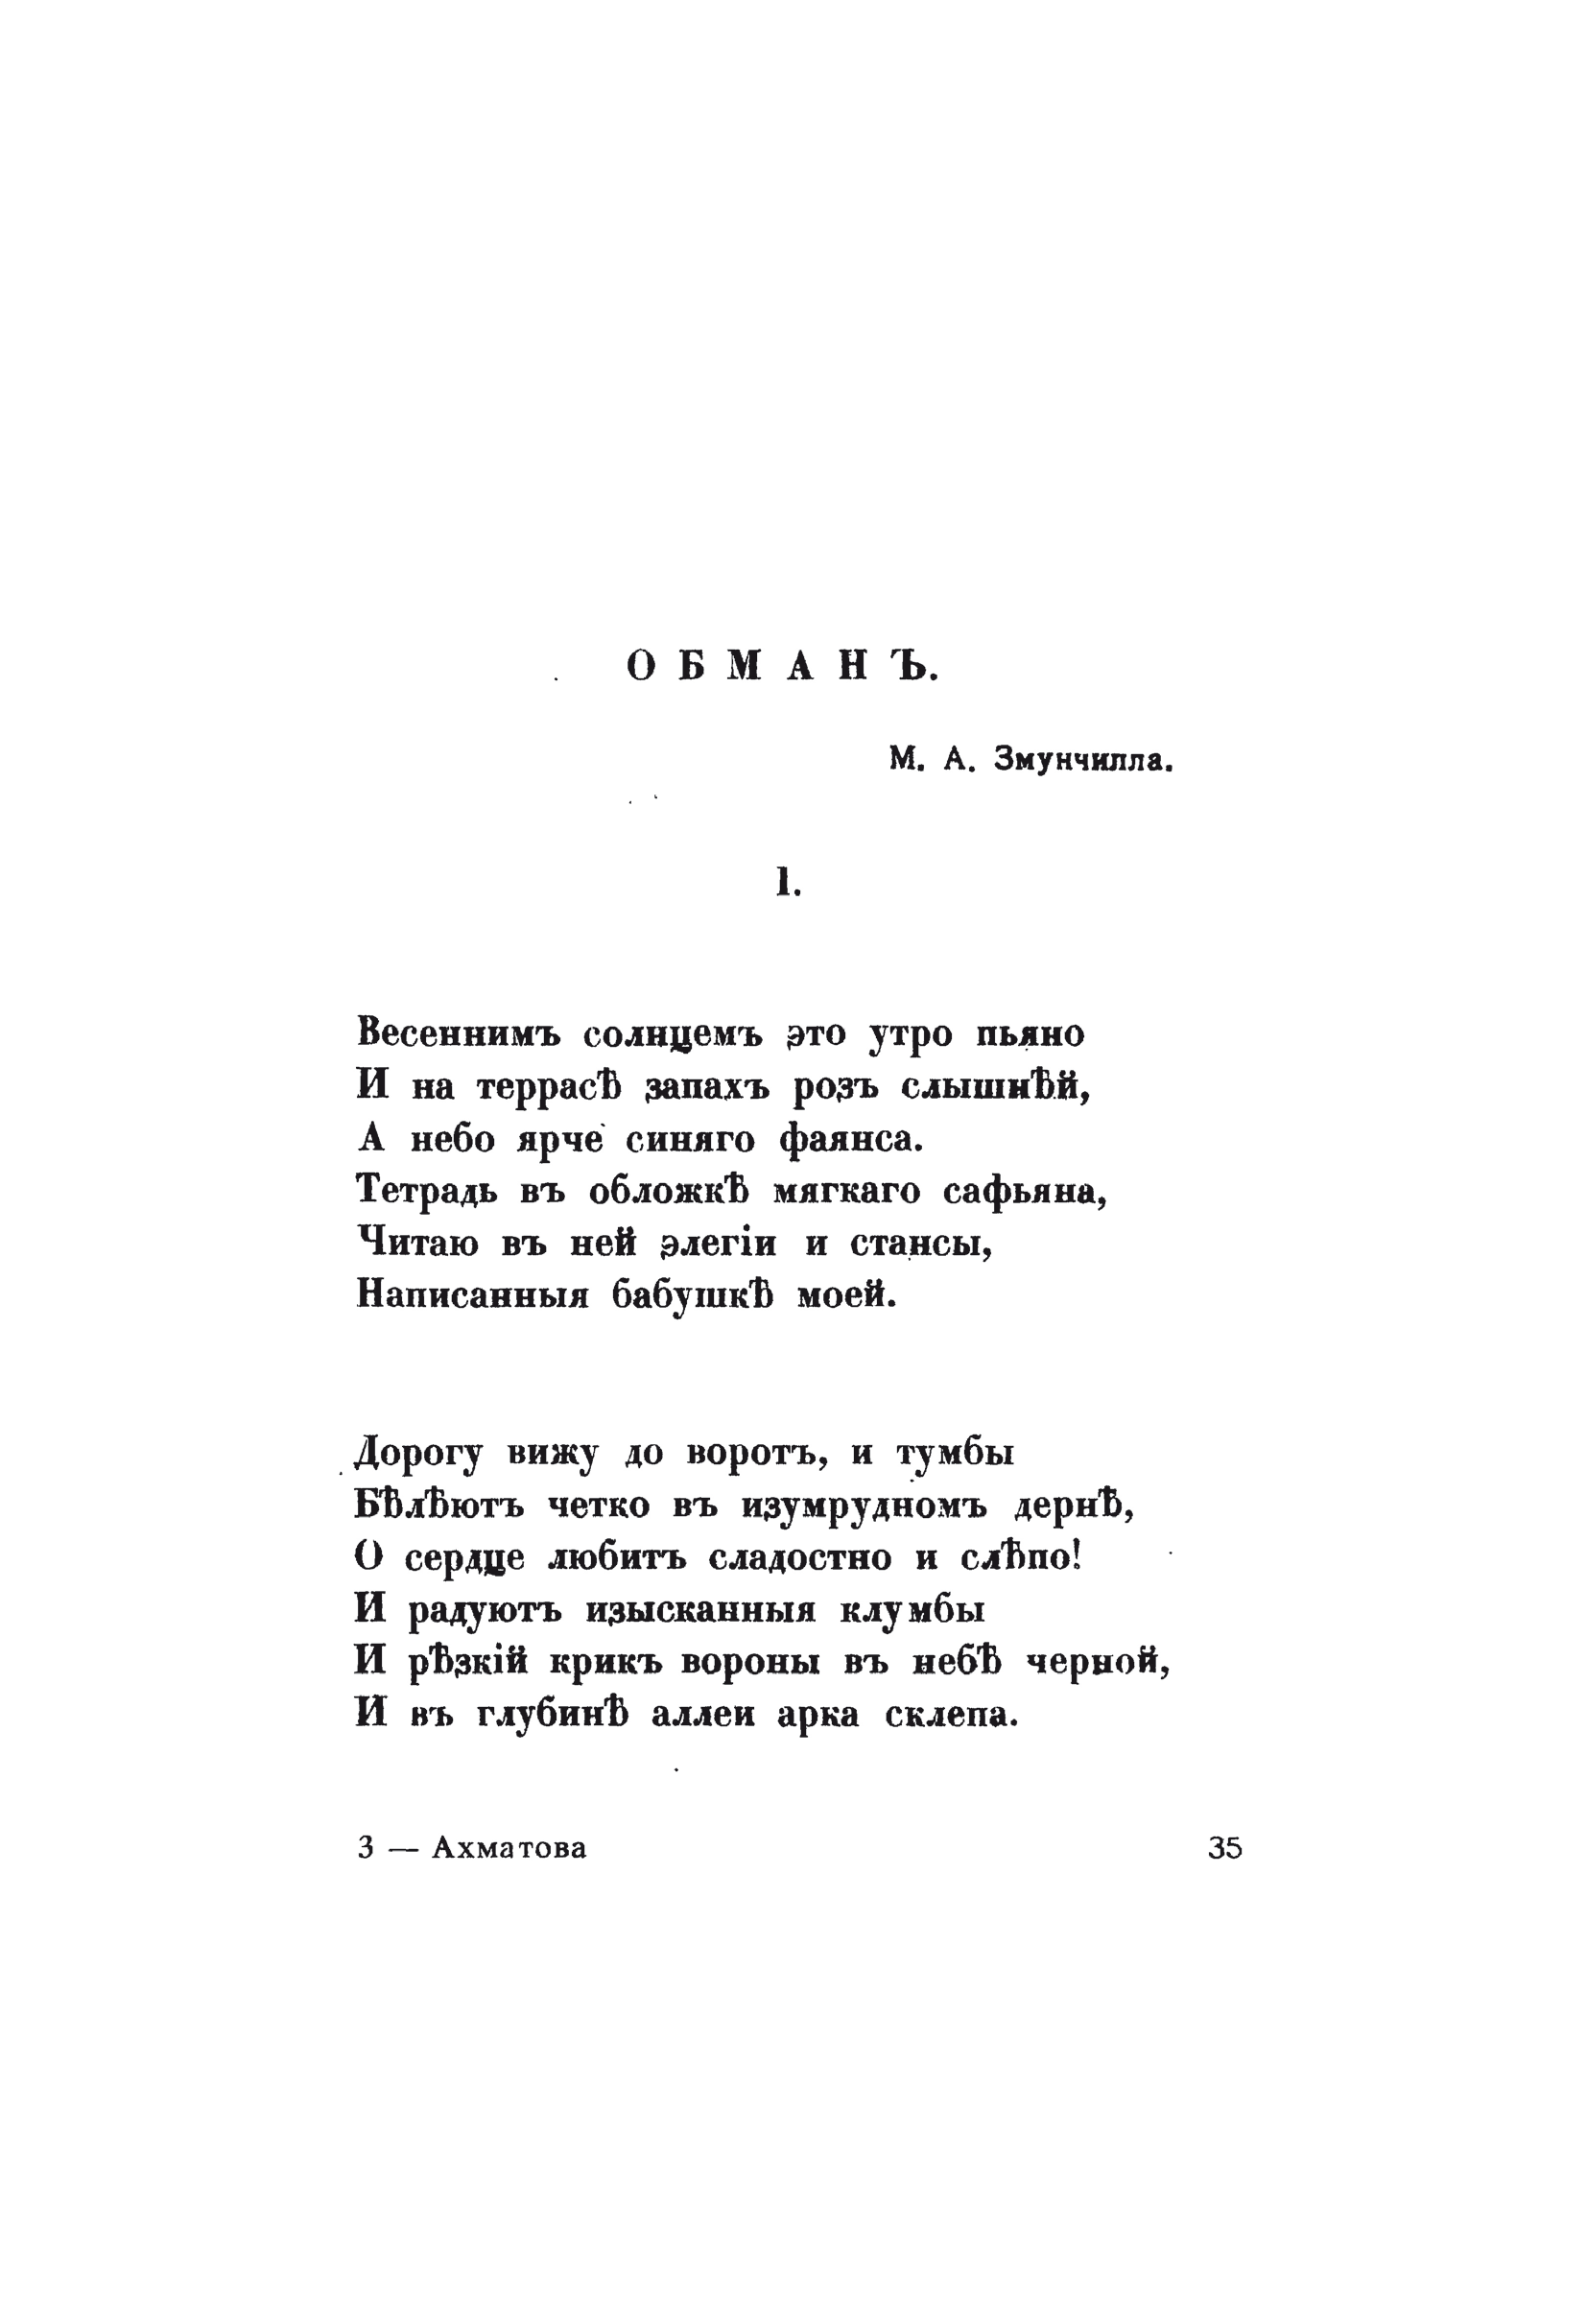 ОБМАНЪ.
М. А. Змунчилла.
1.
Весеннимъ солнцемъ это утро пьяно
И на террасѣ запахъ розъ слышнѣй,
А небо ярче синяго фаянса.
Тетрадь въ обложкѣ мягкаго сафьяна,
Читаю въ ней элегіи и стансы,
Написанныя бабушкѣ моей.
Дорогу вижу до воротъ, и тумбы
Бѣлѣютъ четко въ изумрудномъ дернѣ,
О сердце любитъ сладостно и слѣпо!
И радуютъ изысканныя клумбы
И рѣзкій крикъ вороны въ небѣ черной,
И въ глубинѣ аллеи арка склепа.
3 — Ахматова 35